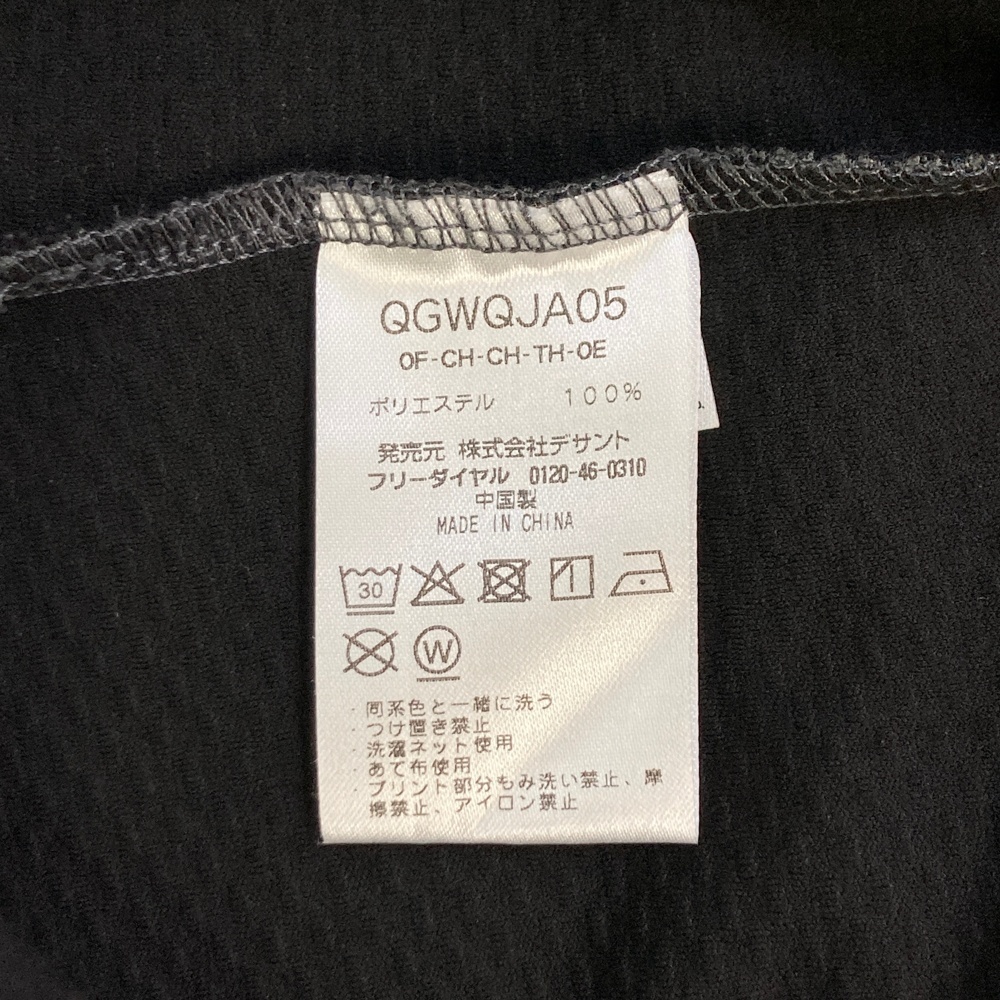 QGWQJA05
OF-CH-CH-TH-OE
ポリエステル 100%
発売元 株式会社デサント
フリーダイヤル 0120-46-0310
中国製
MADE IN CHINA
30
W
・同系色と一緒に洗う
・つけ置き禁止
・洗濯ネット使用
・あて布使用
・プリント部分もみ洗い禁止、摩
擦禁止、アイロン禁止